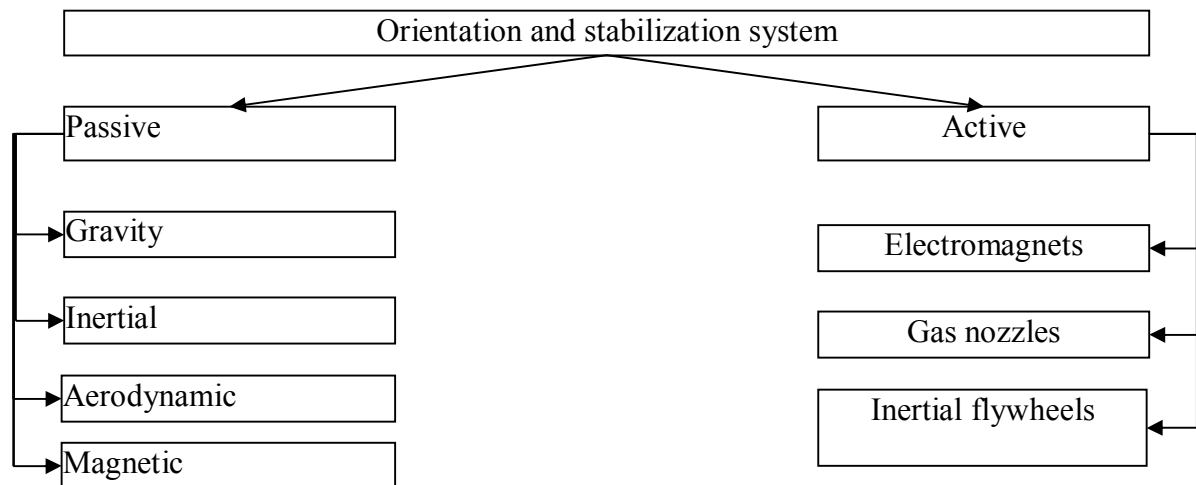 Orientation and stabilization system
Passive
Active
Gravity
Electromagnets
Inertial
Gas nozzles
Aerodynamic
Inertial flywheels
Magnetic